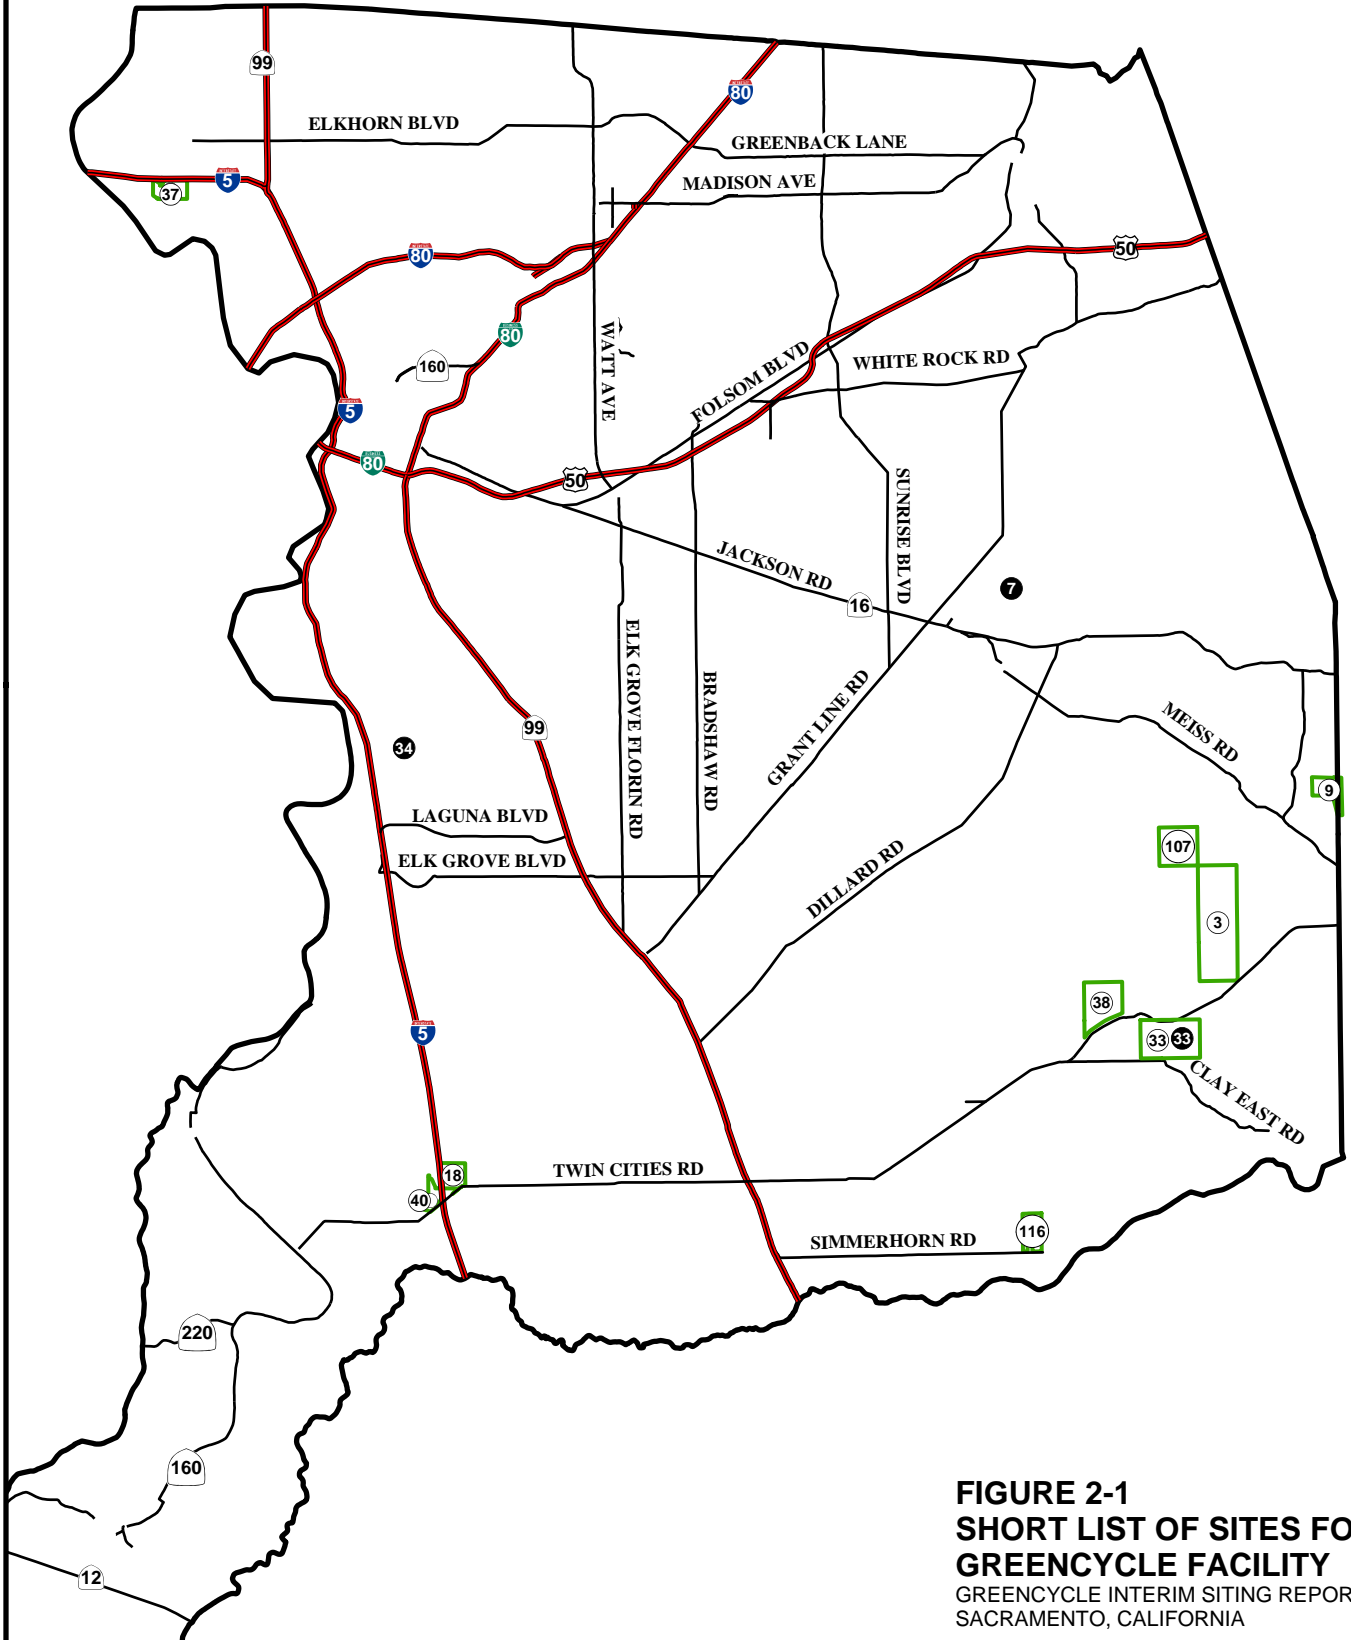 99
80
ELKHORN BLVD
GREENBACK LANE
MADISON AVE
5
37
50
80
80
160
WATT AVE
FOLSOM BLVD
WHITE ROCK RD
5
80
50
SUNRISE BLVD
JACKSON RD
16
7
ELK GROVE FLORIN RD
BRADSHAW RD
GRANT LINE RD
MEISS RD
99
34
9
LAGUNA BLVD
107
ELK GROVE BLVD
DILLARD RD
3
38
5
33
33
CLAY EAST RD
18
TWIN CITIES RD
40
116
SIMMERHORN RD
220
160
12
FIGURE 2-1
SHORT LIST OF SITES FO
GREENCYCLE FACILITY
GREENCYCLE INTERIM SITING REPOR
SACRAMENTO, CALIFORNIA